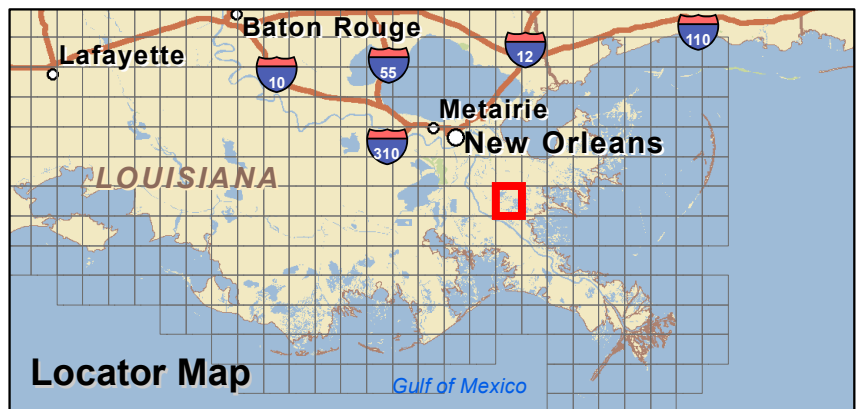 Baton Rouge
Lafayette
10
55
12
110
Metairie
New Orleans
310
LOUISIANA
Locator Map
Gulf of Mexico